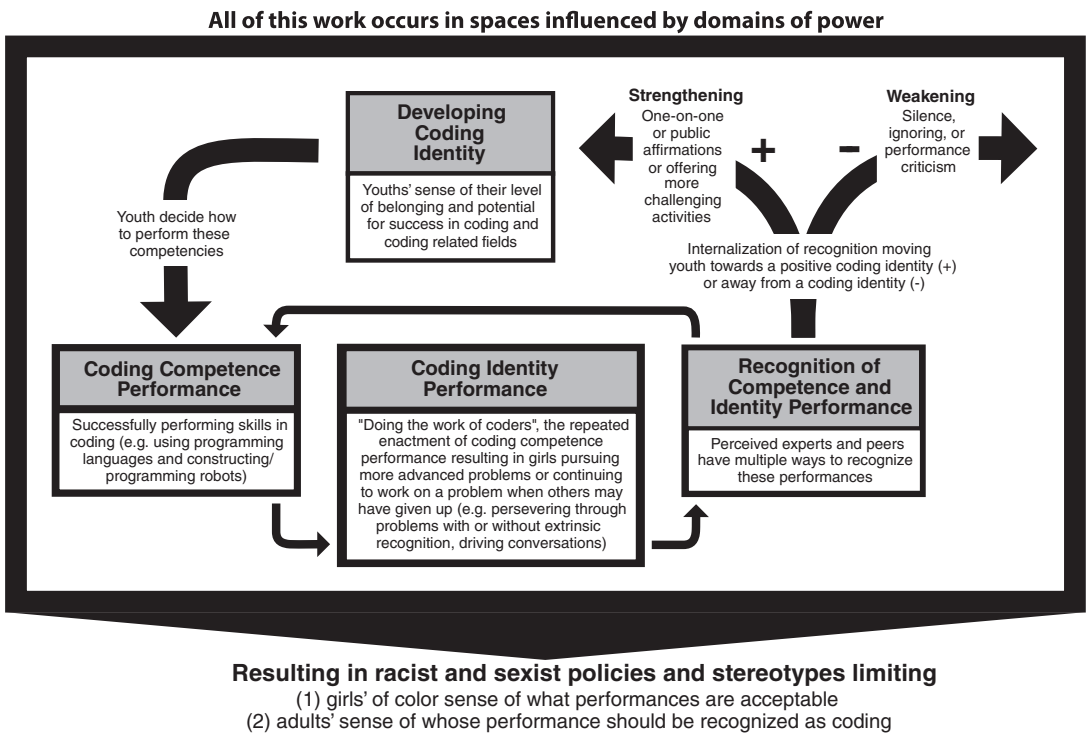 All of this work occurs in spaces influenced by domains of power
Developing
Coding
Identity
Youths' sense of their level
of belonging and potential
for success in coding and
coding related fields
Strengthening
One-on-one
or public
affirmations
or offering
more
challenging
activities
+
-
Weakening
Silence,
ignoring, or
performance
criticism
Youth decide how
to perform these
competencies
Internalization of recognition moving
youth towards a positive coding identity (+)
or away from a coding identity (-)
Coding Competence
Performance
Successfully performing skills in
coding (e.g. using programming
languages and constructing/
programming robots)
Coding Identity
Performance
"Doing the work of coders", the repeated
enactment of coding competence
performance resulting in girls pursuing
more advanced problems or continuing
to work on a problem when others may
have given up (e.g. persevering through
problems with or without extrinsic
recognition, driving conversations)
Recognition of
Competence and
Identity Performance
Perceived experts and peers
have multiple ways to recognize
these performances
Resulting in racist and sexist policies and stereotypes limiting
(1) girls' of color sense of what performances are acceptable
(2) adults' sense of whose performance should be recognized as coding